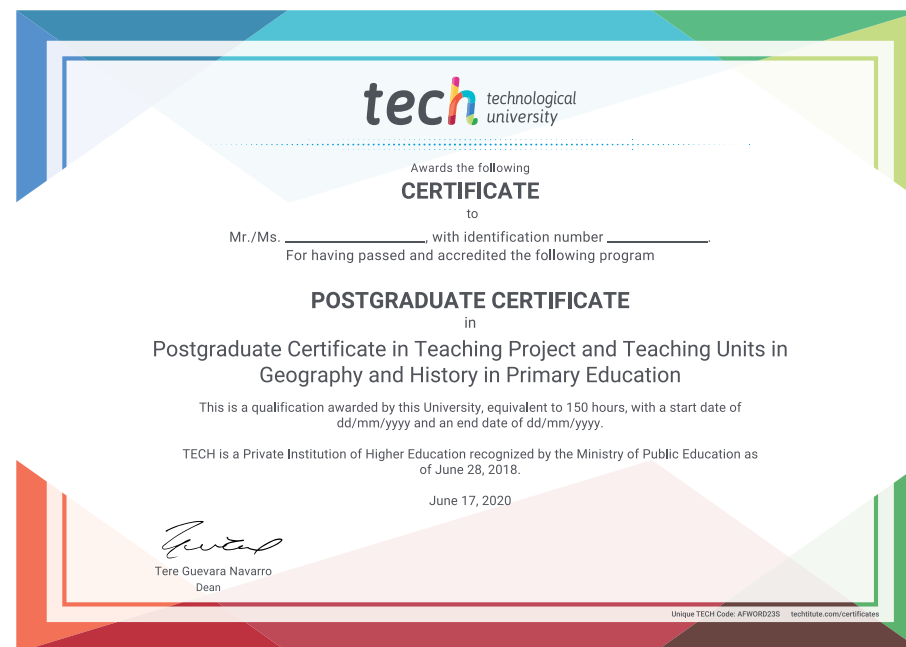 tech technological
university
Awards the following
CERTIFICATE
to
Mr./Ms. ____________________, with identification number ______________.
For having passed and accredited the following program
POSTGRADUATE CERTIFICATE
in
Postgraduate Certificate in Teaching Project and Teaching Units in
Geography and History in Primary Education
This is a qualification awarded by this University, equivalent to 150 hours, with a start date of
dd/mm/yyyy and an end date of dd/mm/yyyy.
TECH is a Private Institution of Higher Education recognized by the Ministry of Public Education as
of June 28, 2018.
June 17, 2020
Tere Guevara Navarro
Dean
Unique TECH Code: AFWORD23S techtitute.com/certificates